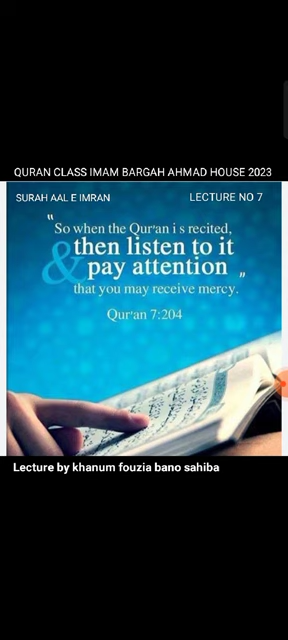 QURAN CLASS IMAM BARGAH AHMAD HOUSE 2023
SURAH AAL E IMRAN
LECTURE NO 7
"So when the Qur'an i s recited,
then listen to it
& pay attention"
that you may receive mercy.
Qur'an 7:204
Lecture by khanum fouzia bano sahiba